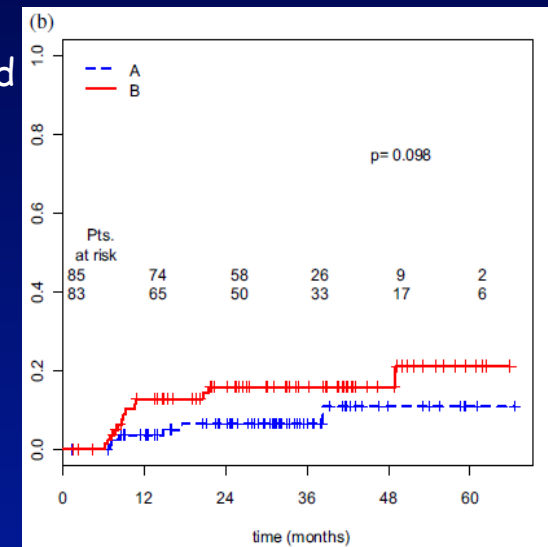 (b)
d
A
B
p= 0.098
Pts.
at risk
85 74 58 26 9 2
83 65 50 33 17 6
1.0
0.8
0.6
0.4
0.2
0.0
0 12 24 36 48 60
time (months)